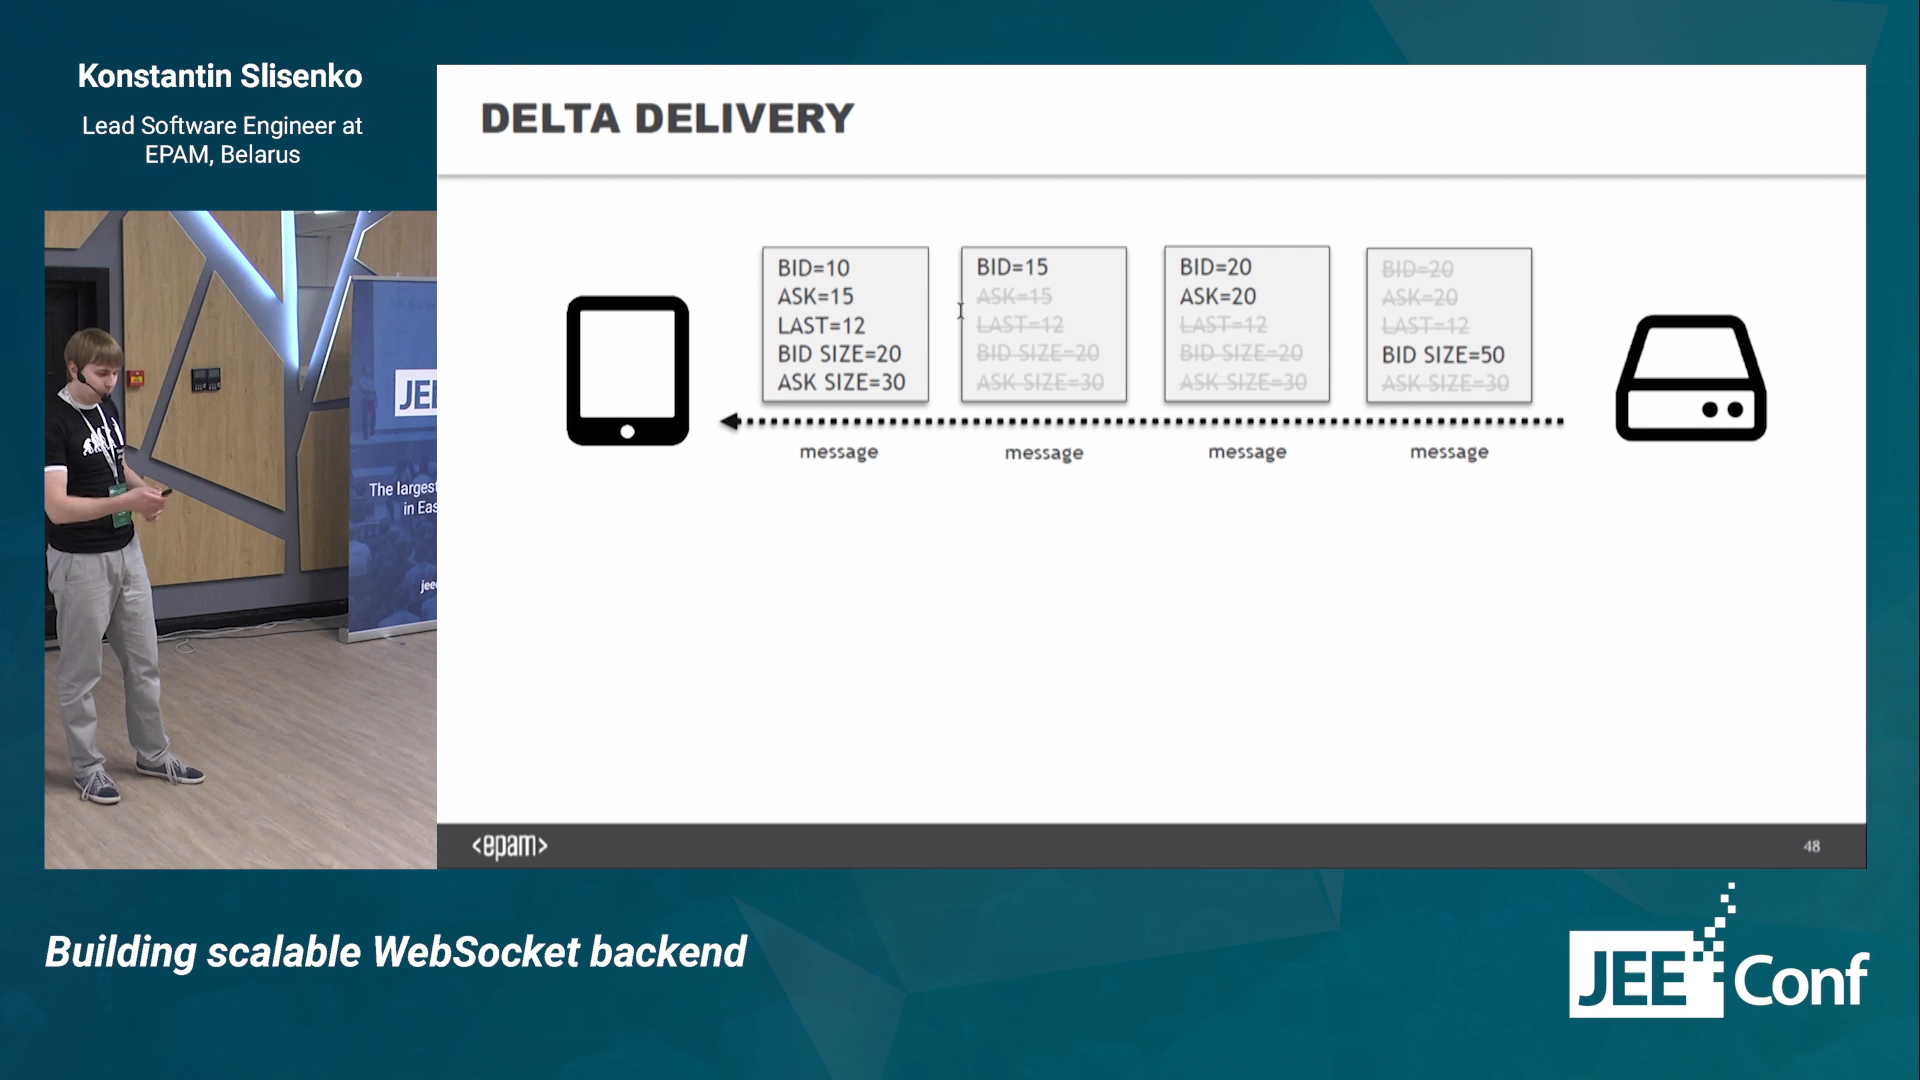 Konstantin Slisenko
Lead Software Engineer at
EPAM, Belarus
DELTA DELIVERY
BID=10
ASK=15
LAST=12
BID SIZE=20
ASK SIZE=30
BID=15
ASK=15
LAST=12
BID SIZE=20
ASK SIZE=30
BID=20
ASK=20
LAST=12
BID SIZE=20
ASK SIZE=30
BID=20
ASK=20
LAST=12
BID SIZE=50
ASK SIZE=30
message
message
message
message
<epam>
48
JEE
The largest
in Eas
jeec
Building scalable WebSocket backend
JEE Conf